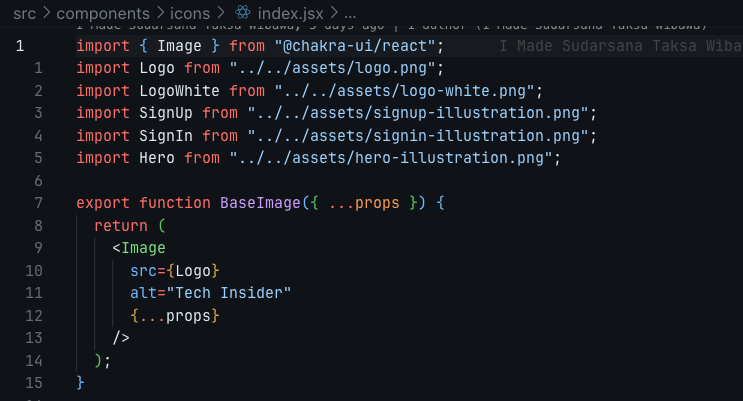 src > components > icons > index.jsx > ...
I Made Sudarsana Taksa Wibawa, 5 days ago | 1 author (I Made Sudarsana Taksa Wibawa)
1 import { Image } from "@chakra-ui/react"; I Made Sudarsana Taksa Wiba
1 import Logo from "../../assets/logo.png";
2 import LogoWhite from "../../assets/logo-white.png";
3 import SignUp from "../../assets/signup-illustration.png";
4 import SignIn from "../../assets/signin-illustration.png";
5 import Hero from "../../assets/hero-illustration.png";
6
7 export function BaseImage({ ...props }) {
8 return (
9 <Image
10 src={Logo}
11 alt="Tech Insider"
12 {...props}
13 />
14 );
15 }